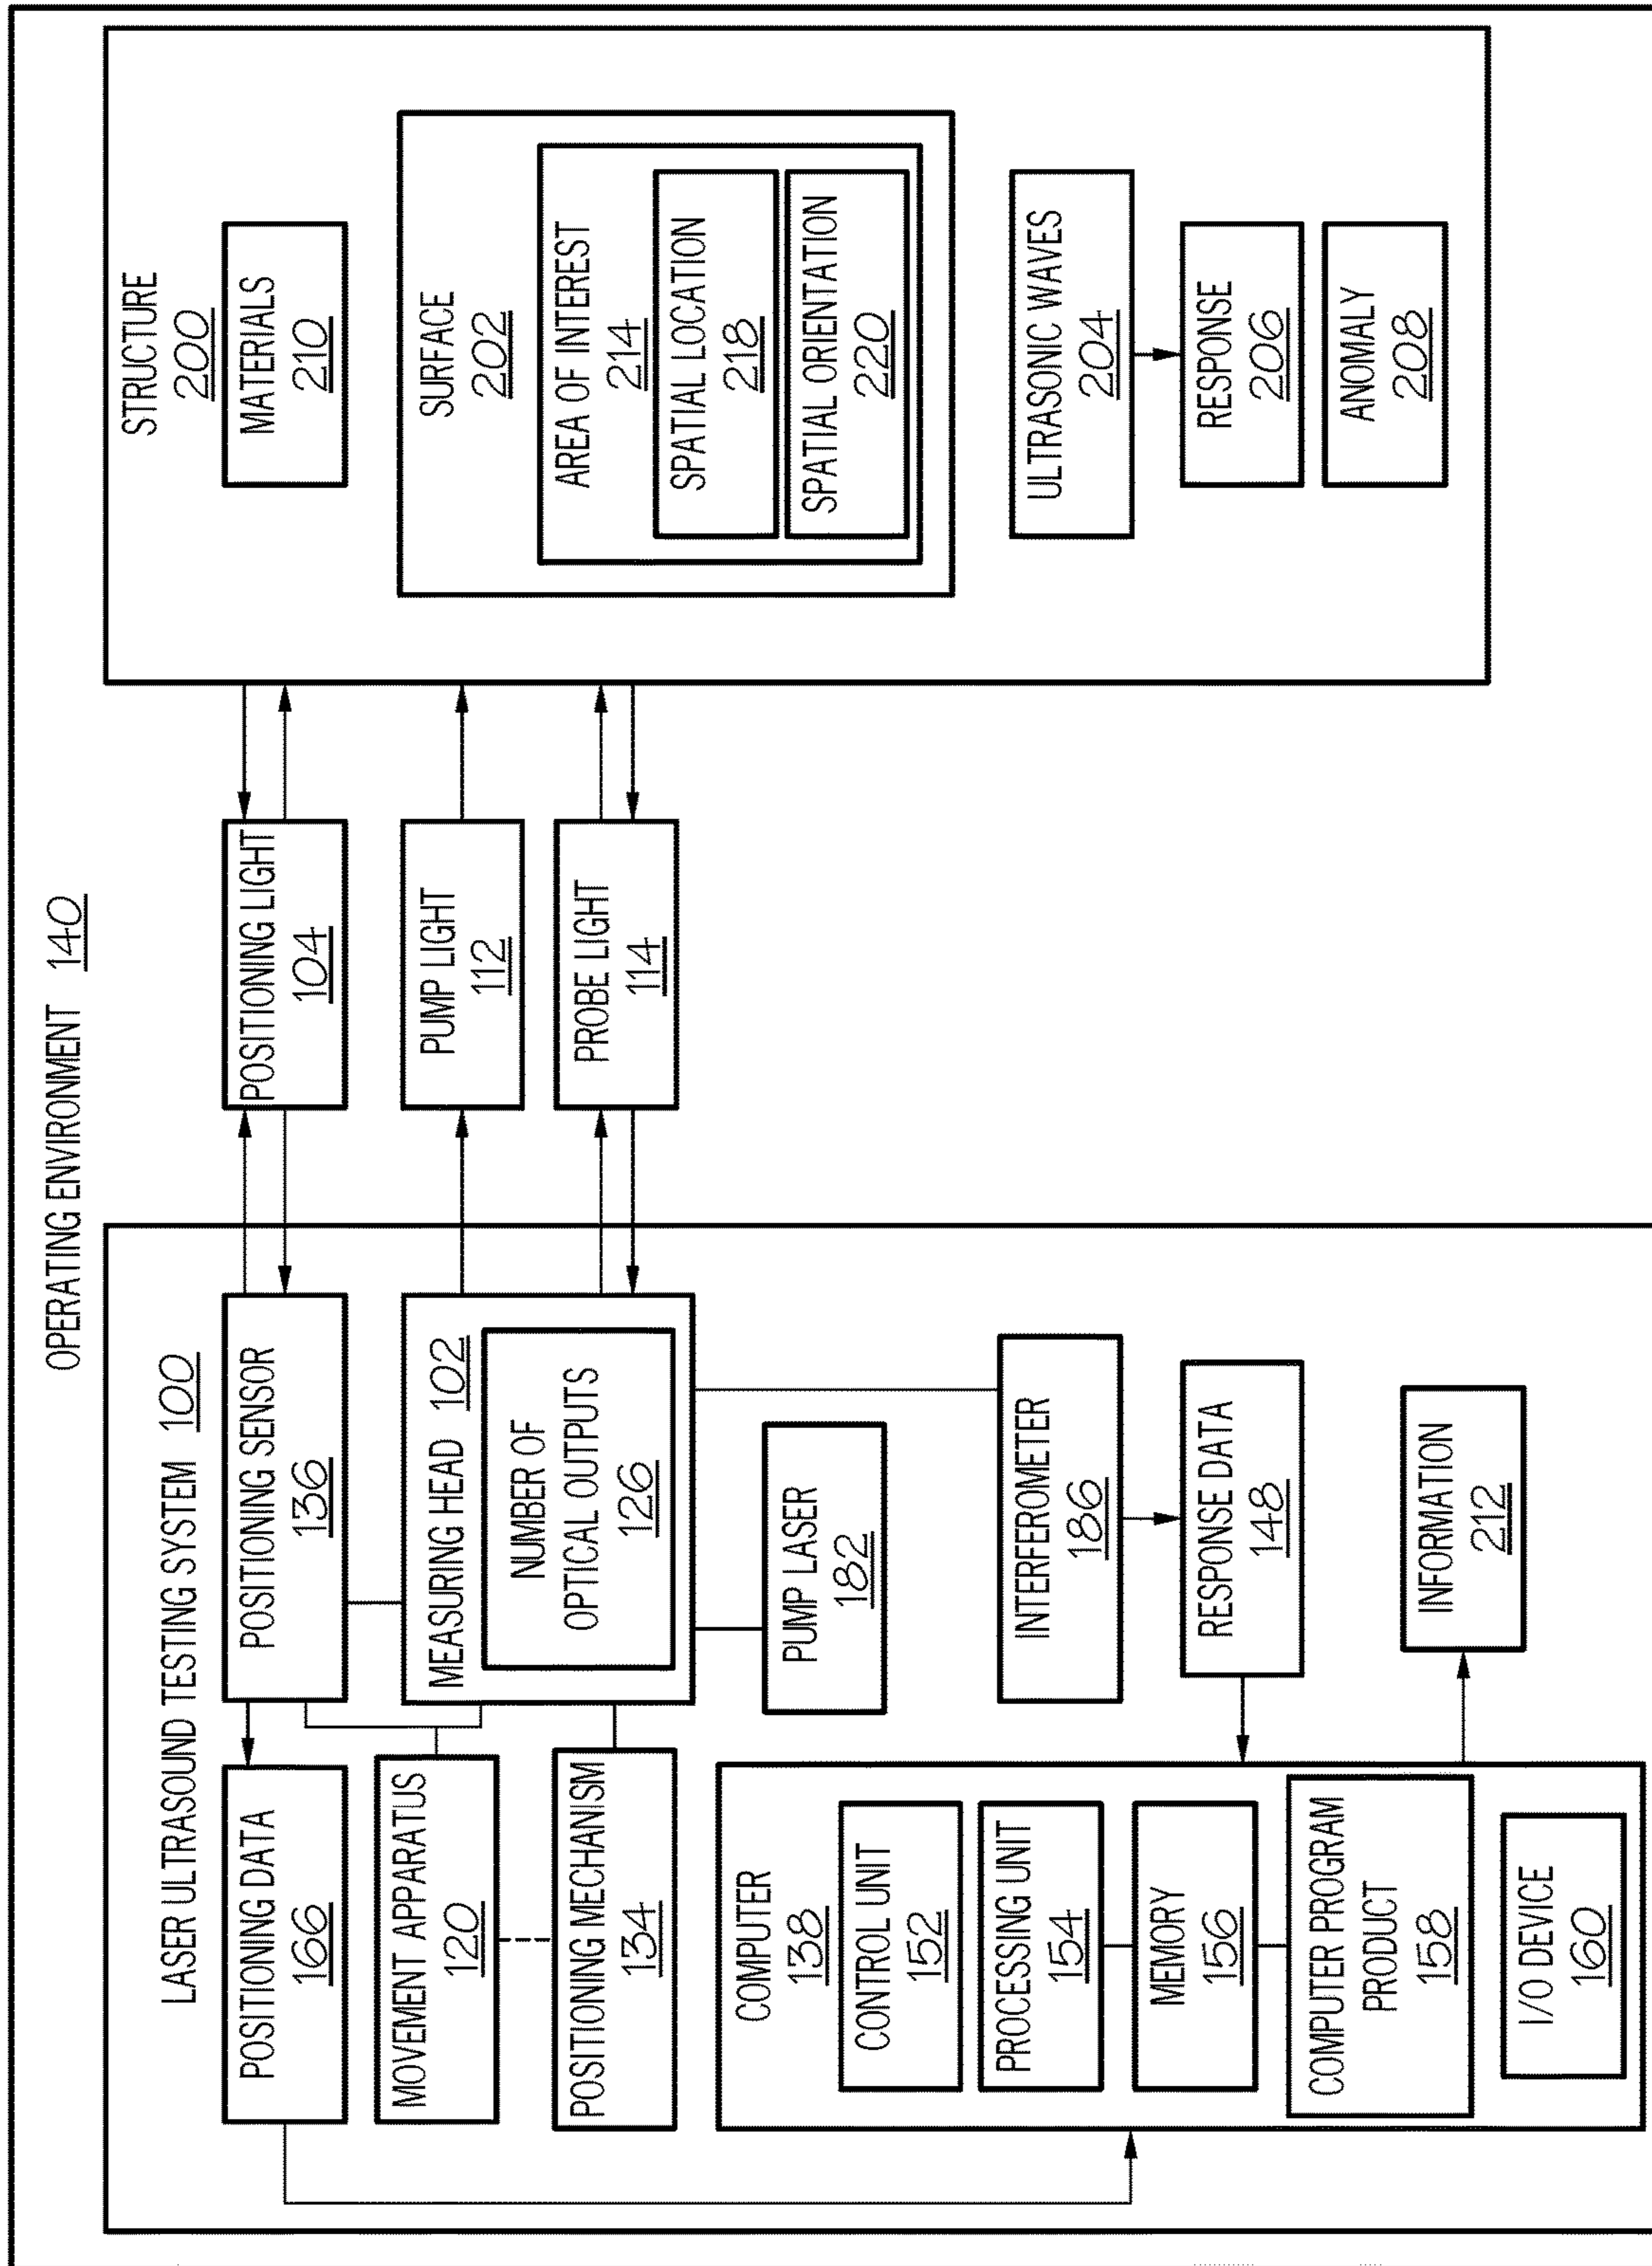 OPERATING ENVIRONMENT 140
LASER ULTRASOUND TESTING SYSTEM 100
POSITIONING DATA
166
POSITIONING SENSOR
136
MOVEMENT APPARATUS
120
MEASURING HEAD 102
NUMBER OF
OPTICAL OUTPUTS
126
POSITIONING MECHANISM
134
PUMP LASER
182
COMPUTER
138
CONTROL UNIT
152
PROCESSING UNIT
154
MEMORY
156
COMPUTER PROGRAM
PRODUCT
158
I/O DEVICE
160
INTERFEROMETER
186
RESPONSE DATA
148
INFORMATION
212
POSITIONING LIGHT
104
PUMP LIGHT
112
PROBE LIGHT
114
STRUCTURE
200
MATERIALS
210
SURFACE
202
AREA OF INTEREST
214
SPATIAL LOCATION
218
SPATIAL ORIENTATION
220
ULTRASONIC WAVES
204
RESPONSE
206
ANOMALY
208